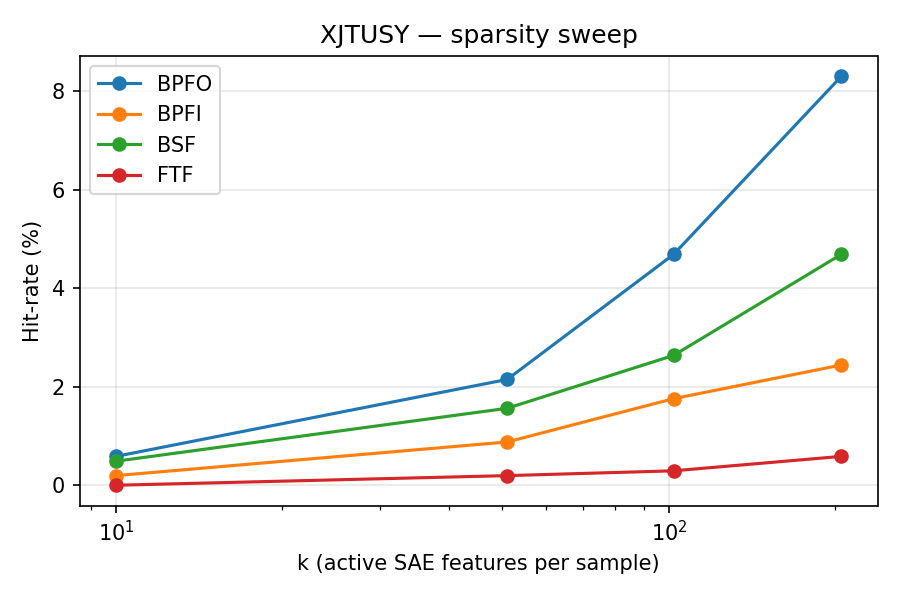 XJTUSY — sparsity sweep
BPFO
BPFI
BSF
FTF
Hit-rate (%)
8
6
4
2
0
10¹
10²
k (active SAE features per sample)